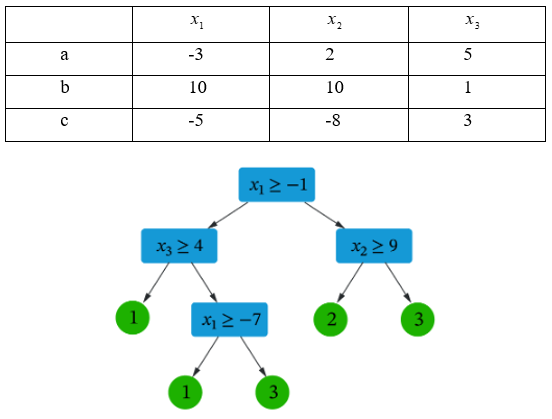 x₁ x₂ x₃
a -3 2 5
b 10 10 1
c -5 -8 3
x₁ ≥ −1
x₃ ≥ 4 x₂ ≥ 9
1 x₁ ≥ −7 2 3
1 3